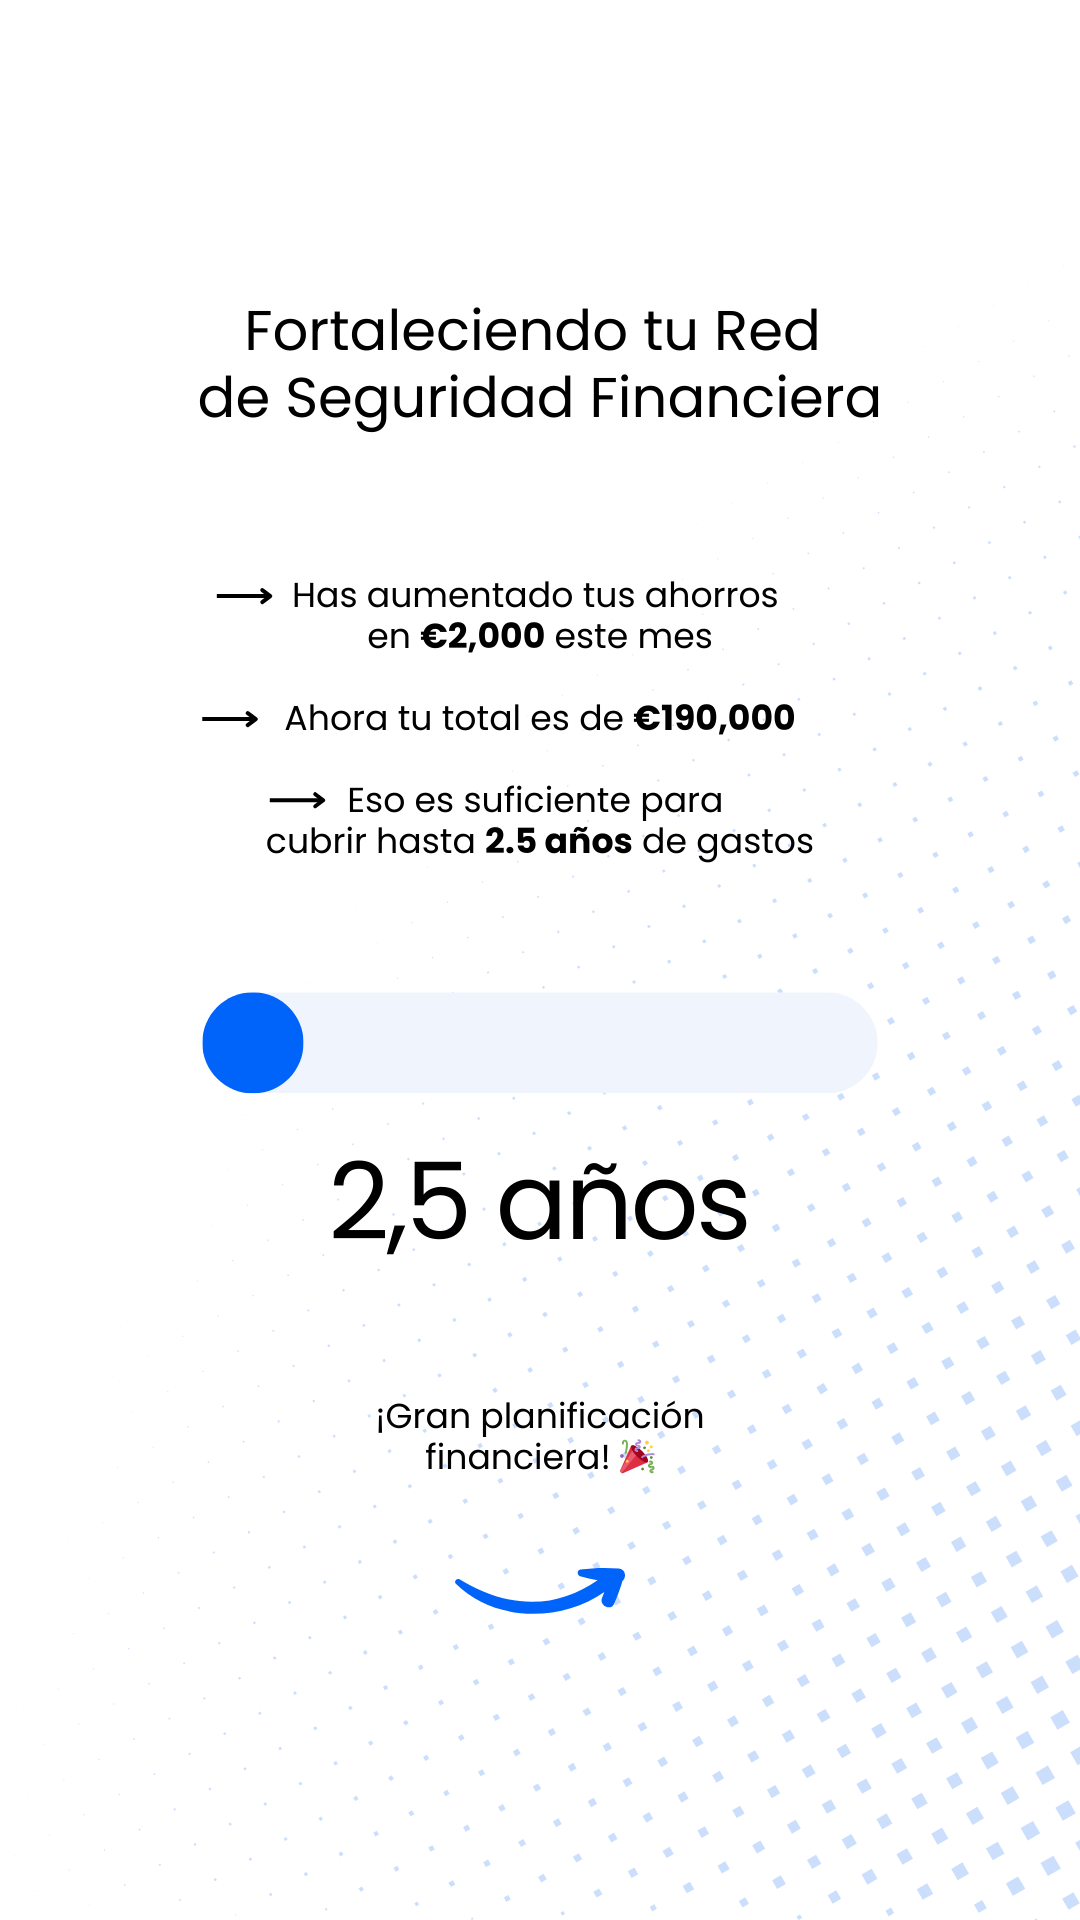 Fortaleciendo tu Red
de Seguridad Financiera
⟶ Has aumentado tus ahorros
en €2,000 este mes
⟶ Ahora tu total es de €190,000
⟶ Eso es suficiente para
cubrir hasta 2.5 años de gastos
2,5 años
¡Gran planificación
financiera! 🎉